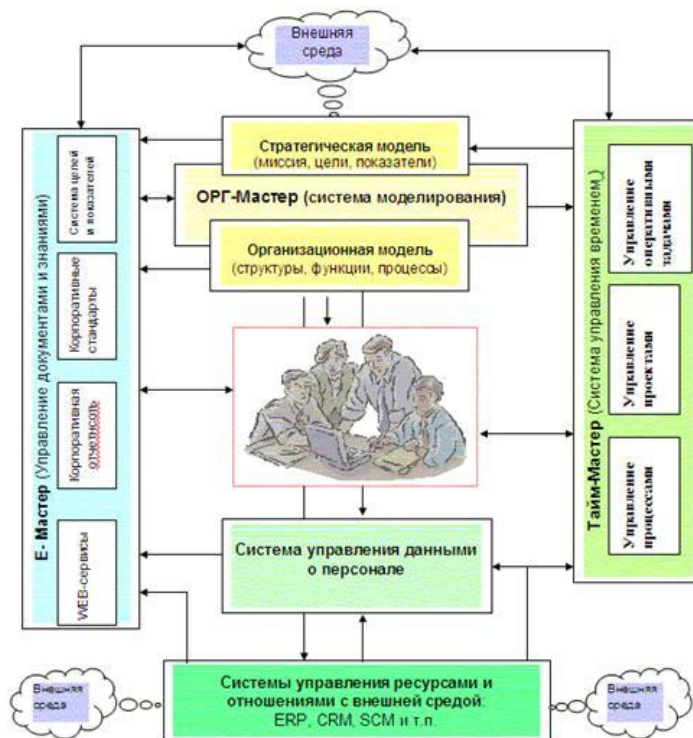 Внешняя
среда
Стратегическая модель
(миссия, цели, показатели)
ОРГ-Мастер (система моделирования)
Организационная модель
(структуры, функции, процессы)
Е- Мастер (Управление документами и знаниями)
Система целей
и показателей
Корпоративные
стандарты
Корпоративная
отчетнсоть
WEB-сервисы
Тайм-Мастер (Система управления временем )
Управление
оперативными
задачами
Управление
проектами
Управление
процессами
Система управления данными
о персонале
Системы управления ресурсами и
отношениями с внешней средой:
ERP, CRM, SCM и т.п.
Внешняя
среда
Внешняя
среда